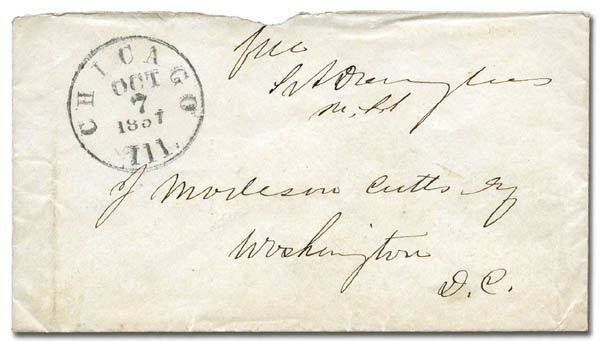 CHICAGO
OCT
7
1857
Ill.
free
S A Douglas
J Madison Cutts Esq
Washington
D.C.